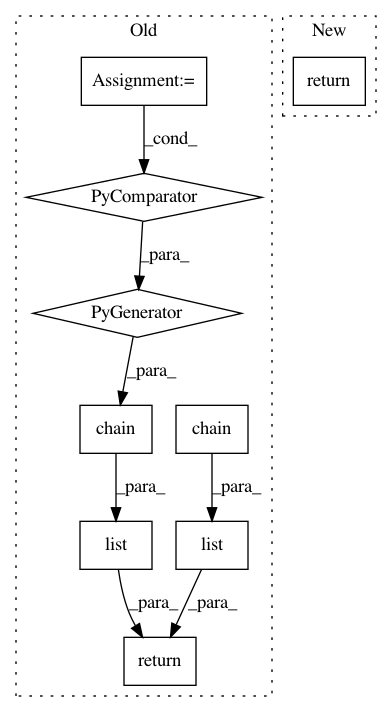 Old
New
Assignment:=
return
_cond_
PyComparator
_para_
PyGenerator
_para_
chain
chain
_para_
_para_
list
list
_para_
_para_
return